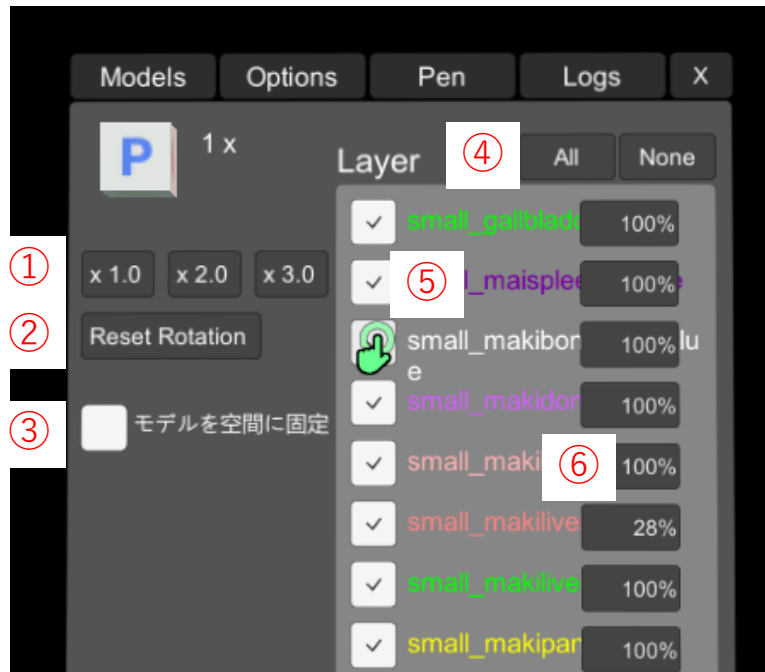 Models Options Pen Logs X
P 1 x
Layer ④ All None
small_gallblad 100%
① x 1.0 x 2.0 x 3.0
⑤ _maisplee 100%
② Reset Rotation
small_makibon 100% lu
e
③ モデルを空間に固定
small_makidon 100%
small_maki ⑥ 100%
small_makilive 28%
small_makilive 100%
small_makipan 100%